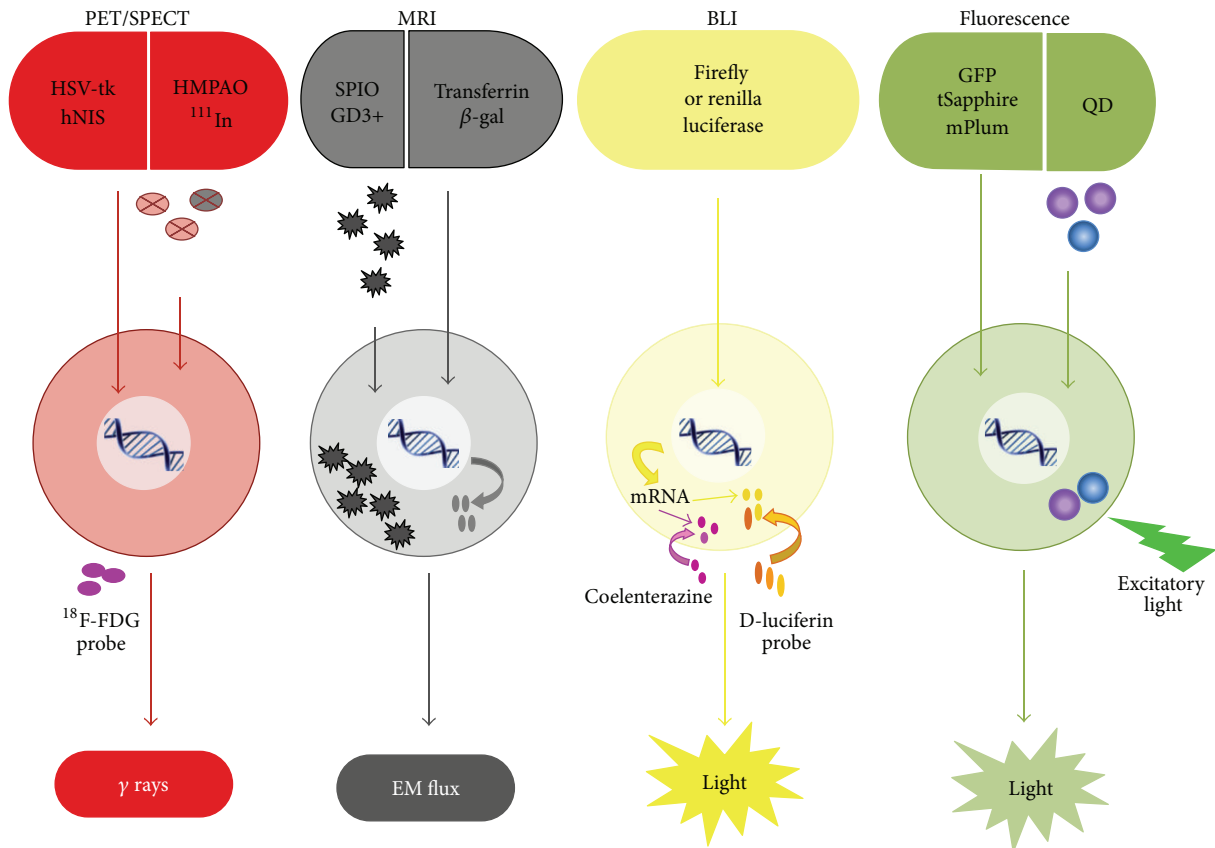 PET/SPECT
HSV-tk
hNIS
HMPAO
¹¹¹In
MRI
SPIO
GD3+
Transferrin
β-gal
BLI
Firefly
or renilla
luciferase
Fluorescence
GFP
tSapphire
mPlum
QD
mRNA
¹⁸F-FDG
probe
Coelenterazine
D-luciferin
probe
Excitatory
light
γ rays
EM flux
Light
Light